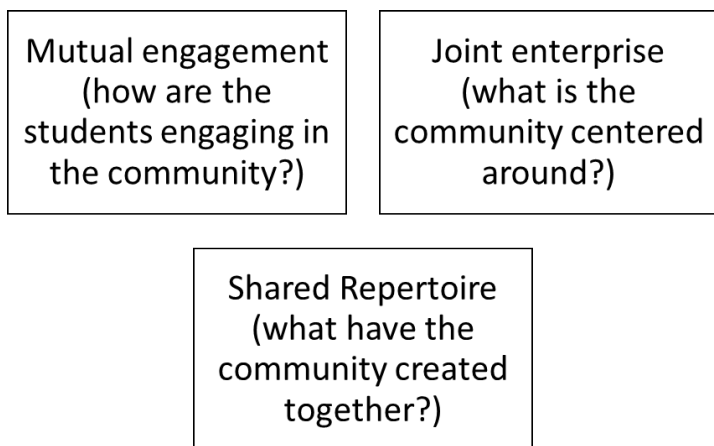 Mutual engagement
(how are the
students engaging in
the community?)
Joint enterprise
(what is the
community centered
around?)
Shared Repertoire
(what have the
community created
together?)